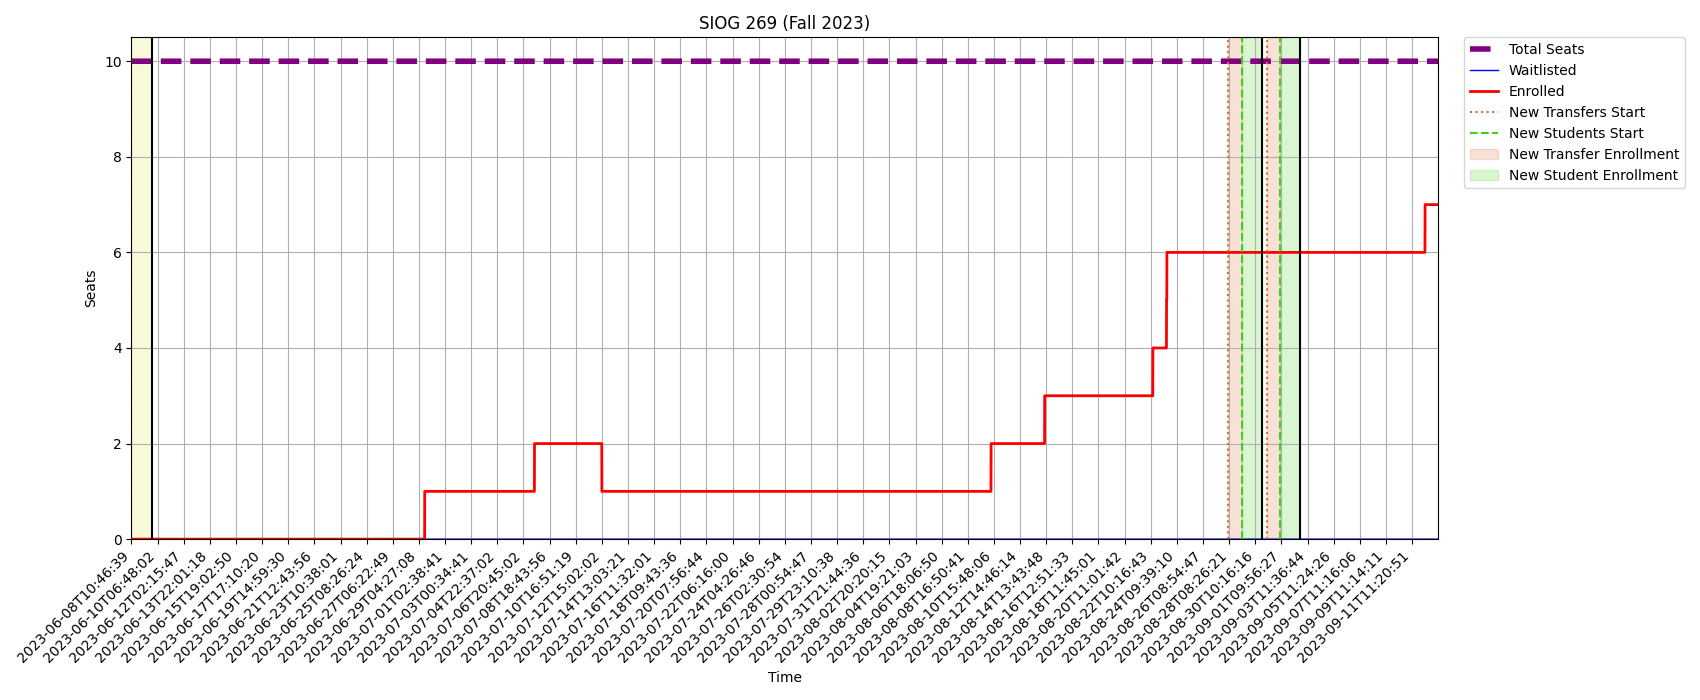 SIOG 269 (Fall 2023)
Total Seats
Waitlisted
Enrolled
New Transfers Start
New Students Start
New Transfer Enrollment
New Student Enrollment
10
8
6
4
2
0
Seats
2023-06-08T10:46:39
2023-06-10T06:48:02
2023-06-12T02:15:47
2023-06-13T22:01:18
2023-06-15T19:02:50
2023-06-17T17:10:20
2023-06-19T14:59:30
2023-06-21T12:43:56
2023-06-23T10:38:01
2023-06-25T08:26:24
2023-06-27T06:22:49
2023-06-29T04:27:08
2023-07-01T02:38:41
2023-07-03T00:34:41
2023-07-04T22:37:02
2023-07-06T20:45:02
2023-07-08T18:43:56
2023-07-10T16:51:19
2023-07-12T15:02:02
2023-07-14T13:03:21
2023-07-16T11:32:01
2023-07-18T09:43:36
2023-07-20T07:56:44
2023-07-22T06:16:00
2023-07-24T04:26:46
2023-07-26T02:30:54
2023-07-28T00:54:47
2023-07-29T23:10:38
2023-07-31T21:44:36
2023-08-02T20:20:15
2023-08-04T19:21:03
2023-08-06T18:06:50
2023-08-08T16:50:41
2023-08-10T15:48:06
2023-08-12T14:46:14
2023-08-14T13:43:48
2023-08-16T12:51:33
2023-08-18T11:45:01
2023-08-20T11:01:42
2023-08-22T10:16:43
2023-08-24T09:39:10
2023-08-26T08:54:47
2023-08-28T08:26:21
2023-08-30T10:16:16
2023-09-01T09:56:27
2023-09-03T11:36:44
2023-09-05T11:24:26
2023-09-07T11:16:06
2023-09-09T11:14:11
2023-09-11T11:20:51
Time